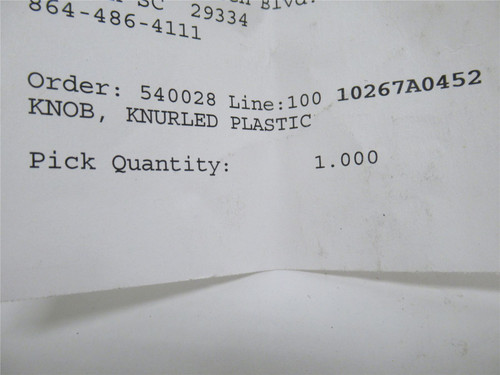 SC 29334
864-486-4111
Order: 540028 Line:100 10267A0452
KNOB, KNURLED PLASTIC
Pick Quantity: 1.000